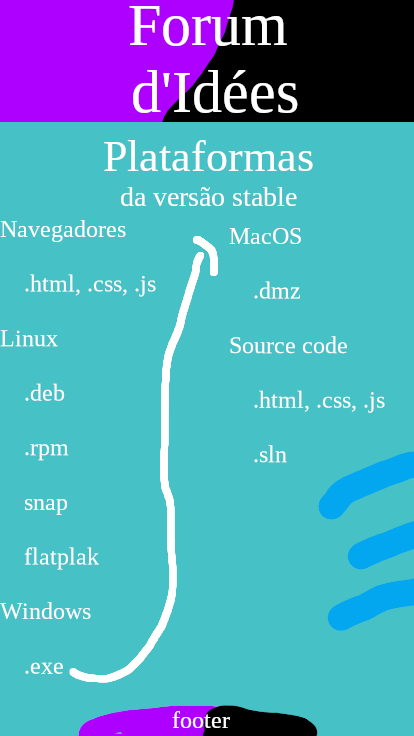 Forum
d'Idées
Plataformas
da versão stable
Navegadores
.html, .css, .js
Linux
.deb
.rpm
snap
flatplak
Windows
.exe
MacOS
.dmz
Source code
.html, .css, .js
.sln
footer